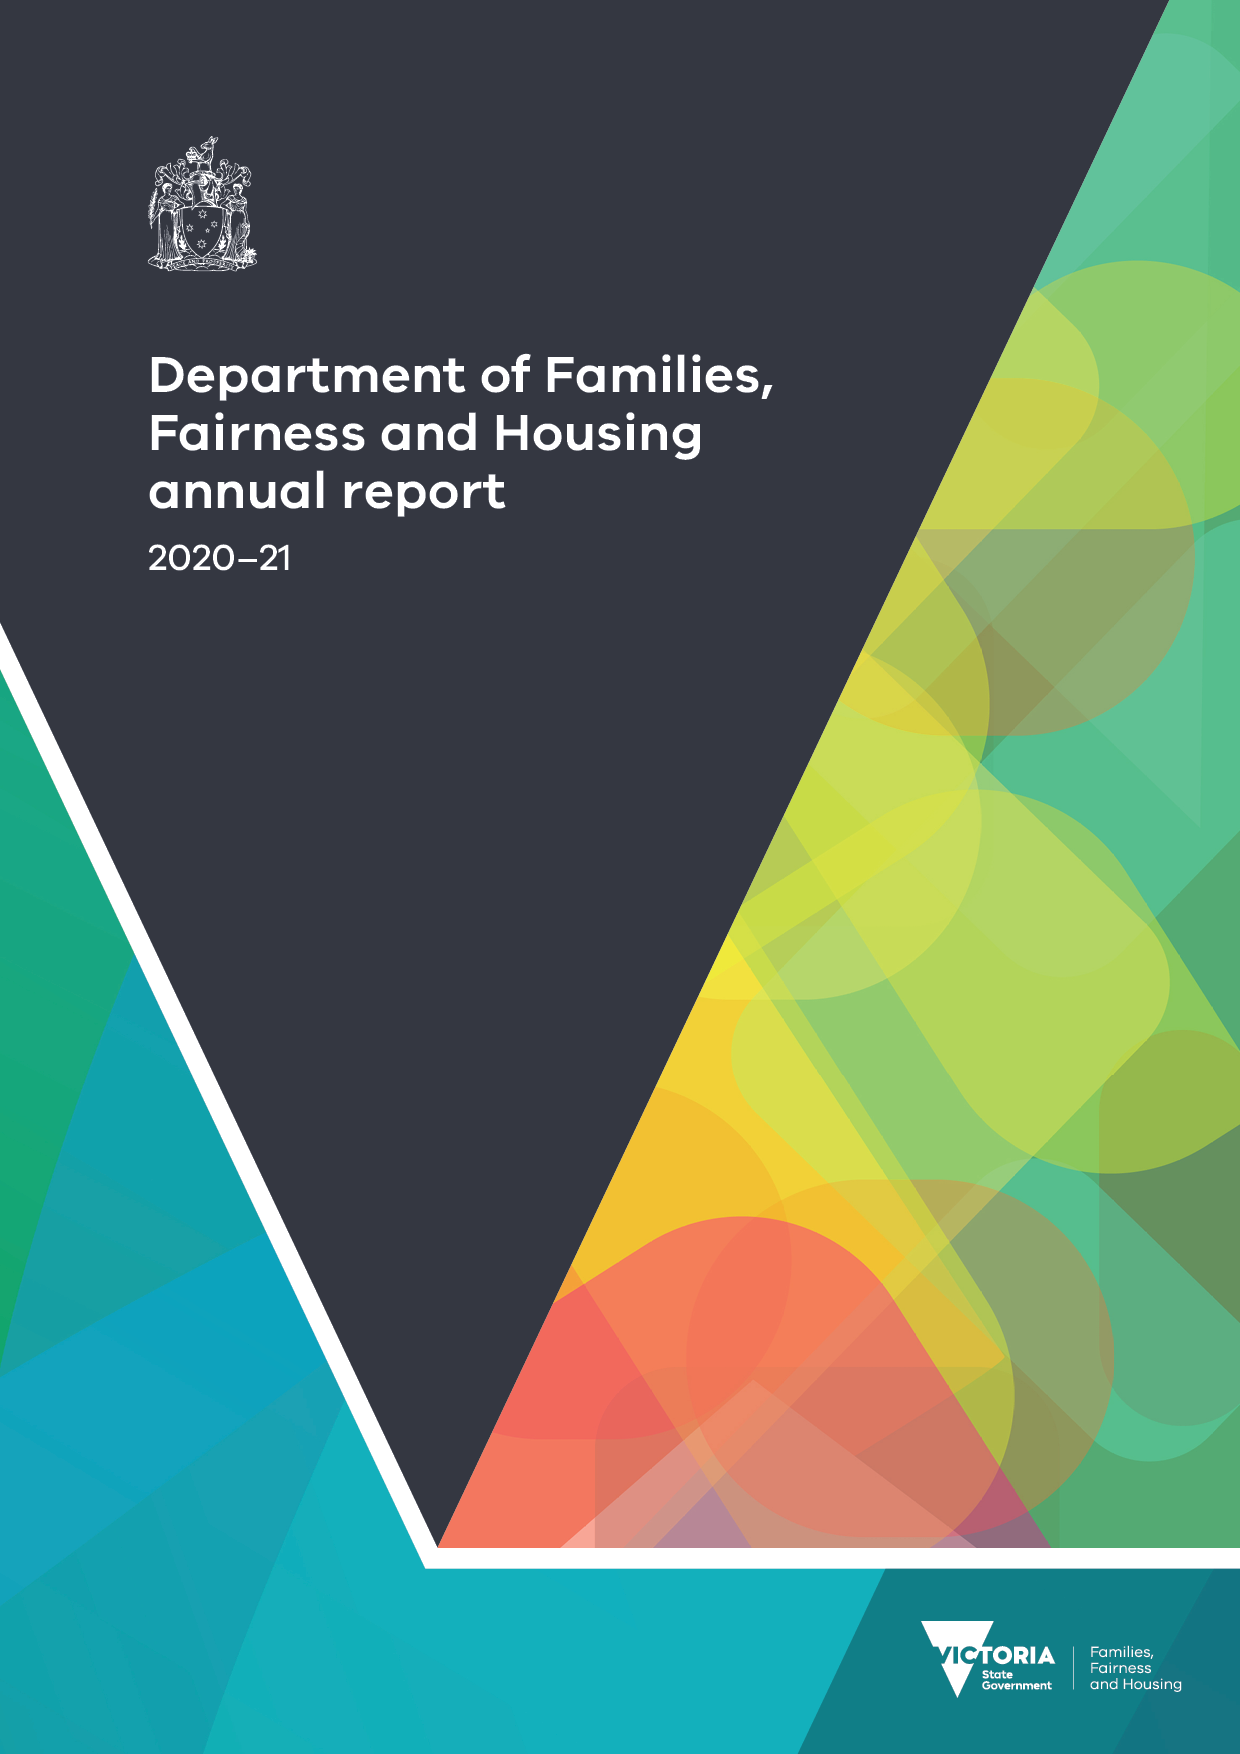 Department of Families,
Fairness and Housing
annual report
2020–21
VICTORIA
State
Government
Families,
Fairness
and Housing